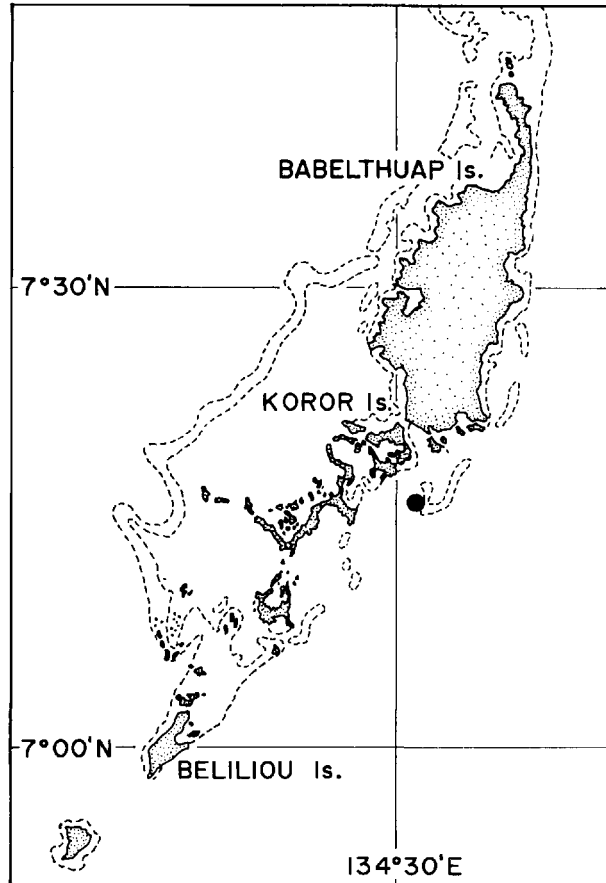 BABELTHUAP Is.
7°30'N
KOROR Is.
7°00'N
BELILIOU Is.
134°30'E